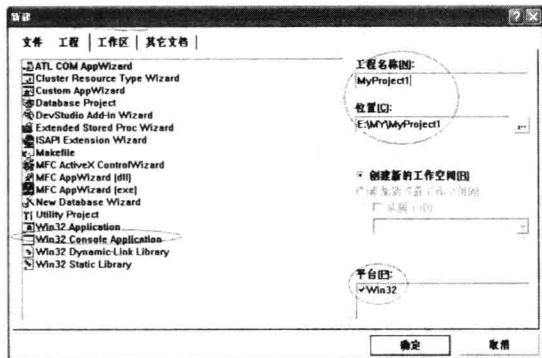 新建
文件 工程 工作区 其它文档
ATL COM AppWizard
Cluster Resource Type Wizard
Custom AppWizard
Database Project
DevStudio Add-in Wizard
Extended Stored Proc Wizard
ISAPI Extension Wizard
Makefile
MFC ActiveX ControlWizard
MFC AppWizard (dll)
MFC AppWizard (exe)
New Database Wizard
Utility Project
Win32 Application
Win32 Console Application
Win32 Dynamic-Link Library
Win32 Static Library
工程名称(N):
MyProject1
位置(C):
E:\MY\MyProject1
...
创建新的工作空间(R)
平台(P):
Win32
确定 取消